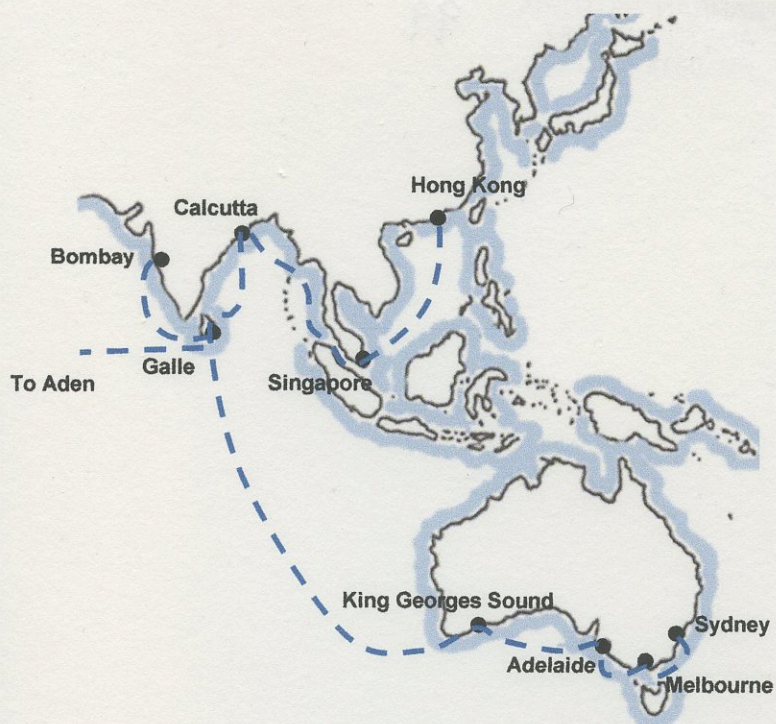 Hong Kong
Calcutta
Bombay
Galle
To Aden
Singapore
King Georges Sound
Sydney
Adelaide
Melbourne